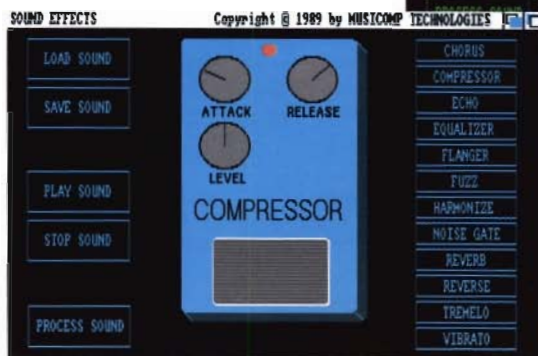 SOUND EFFECTS Copyright © 1989 by MUSICOMP TECHNOLOGIES
LOAD SOUND
SAVE SOUND
PLAY SOUND
STOP SOUND
PROCESS SOUND
ATTACK RELEASE
LEVEL
COMPRESSOR
CHORUS
COMPRESSOR
ECHO
EQUALIZER
FLANGER
FUZZ
HARMONIZE
NOISE GATE
REVERB
REVERSE
TREMELO
VIBRATO